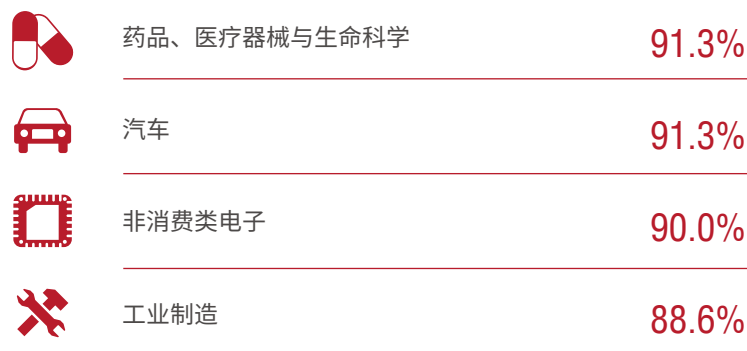 药品、医疗器械与生命科学 91.3%
汽车 91.3%
非消费类电子 90.0%
工业制造 88.6%